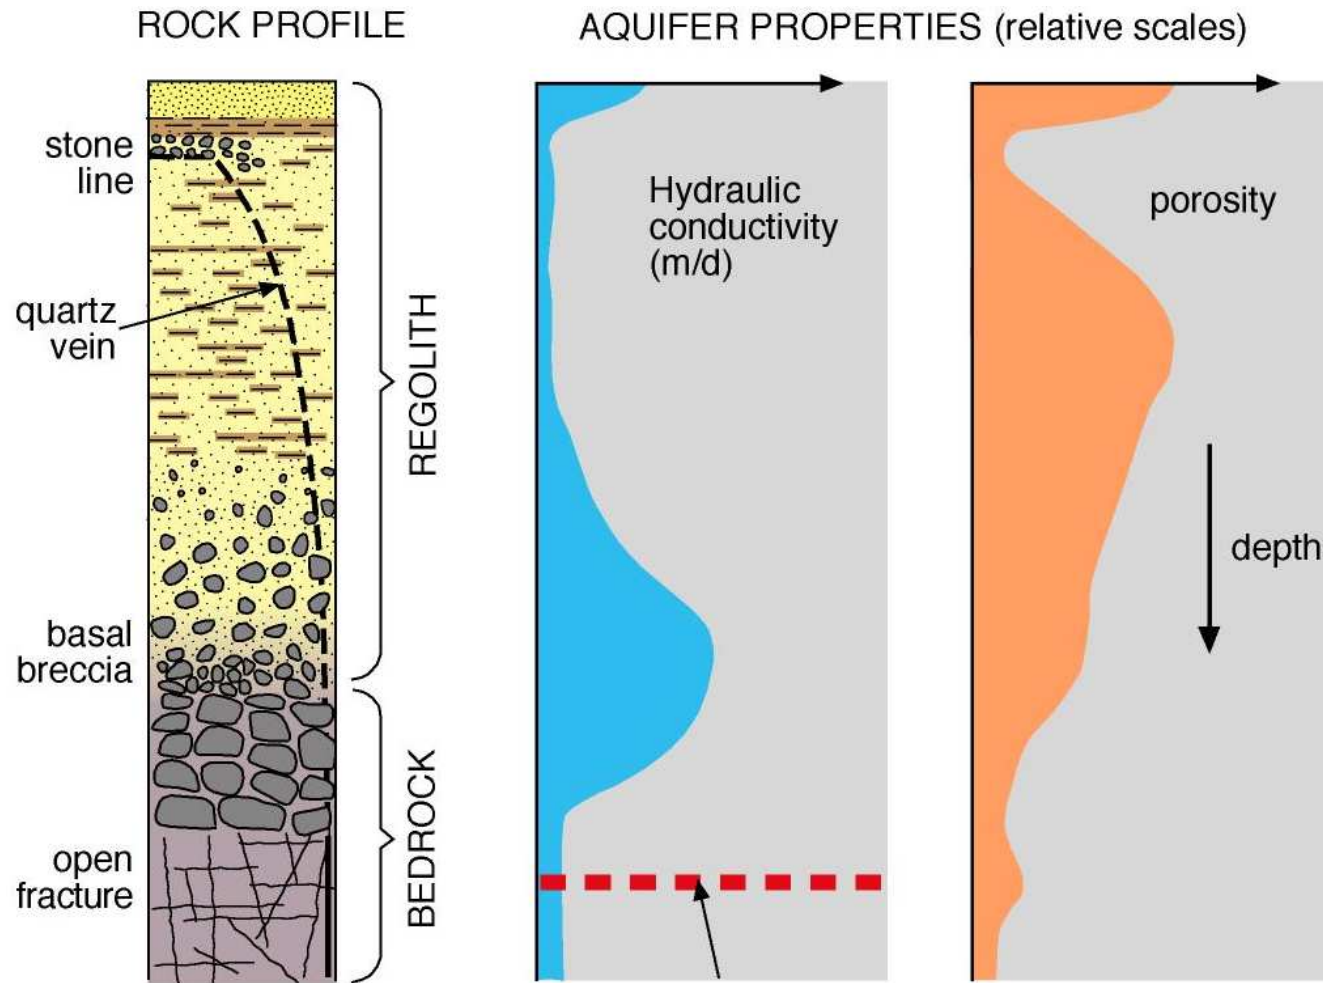 ROCK PROFILE
AQUIFER PROPERTIES (relative scales)
stone
line
quartz
vein
basal
breccia
open
fracture
REGOLITH
BEDROCK
Hydraulic
conductivity
(m/d)
porosity
depth